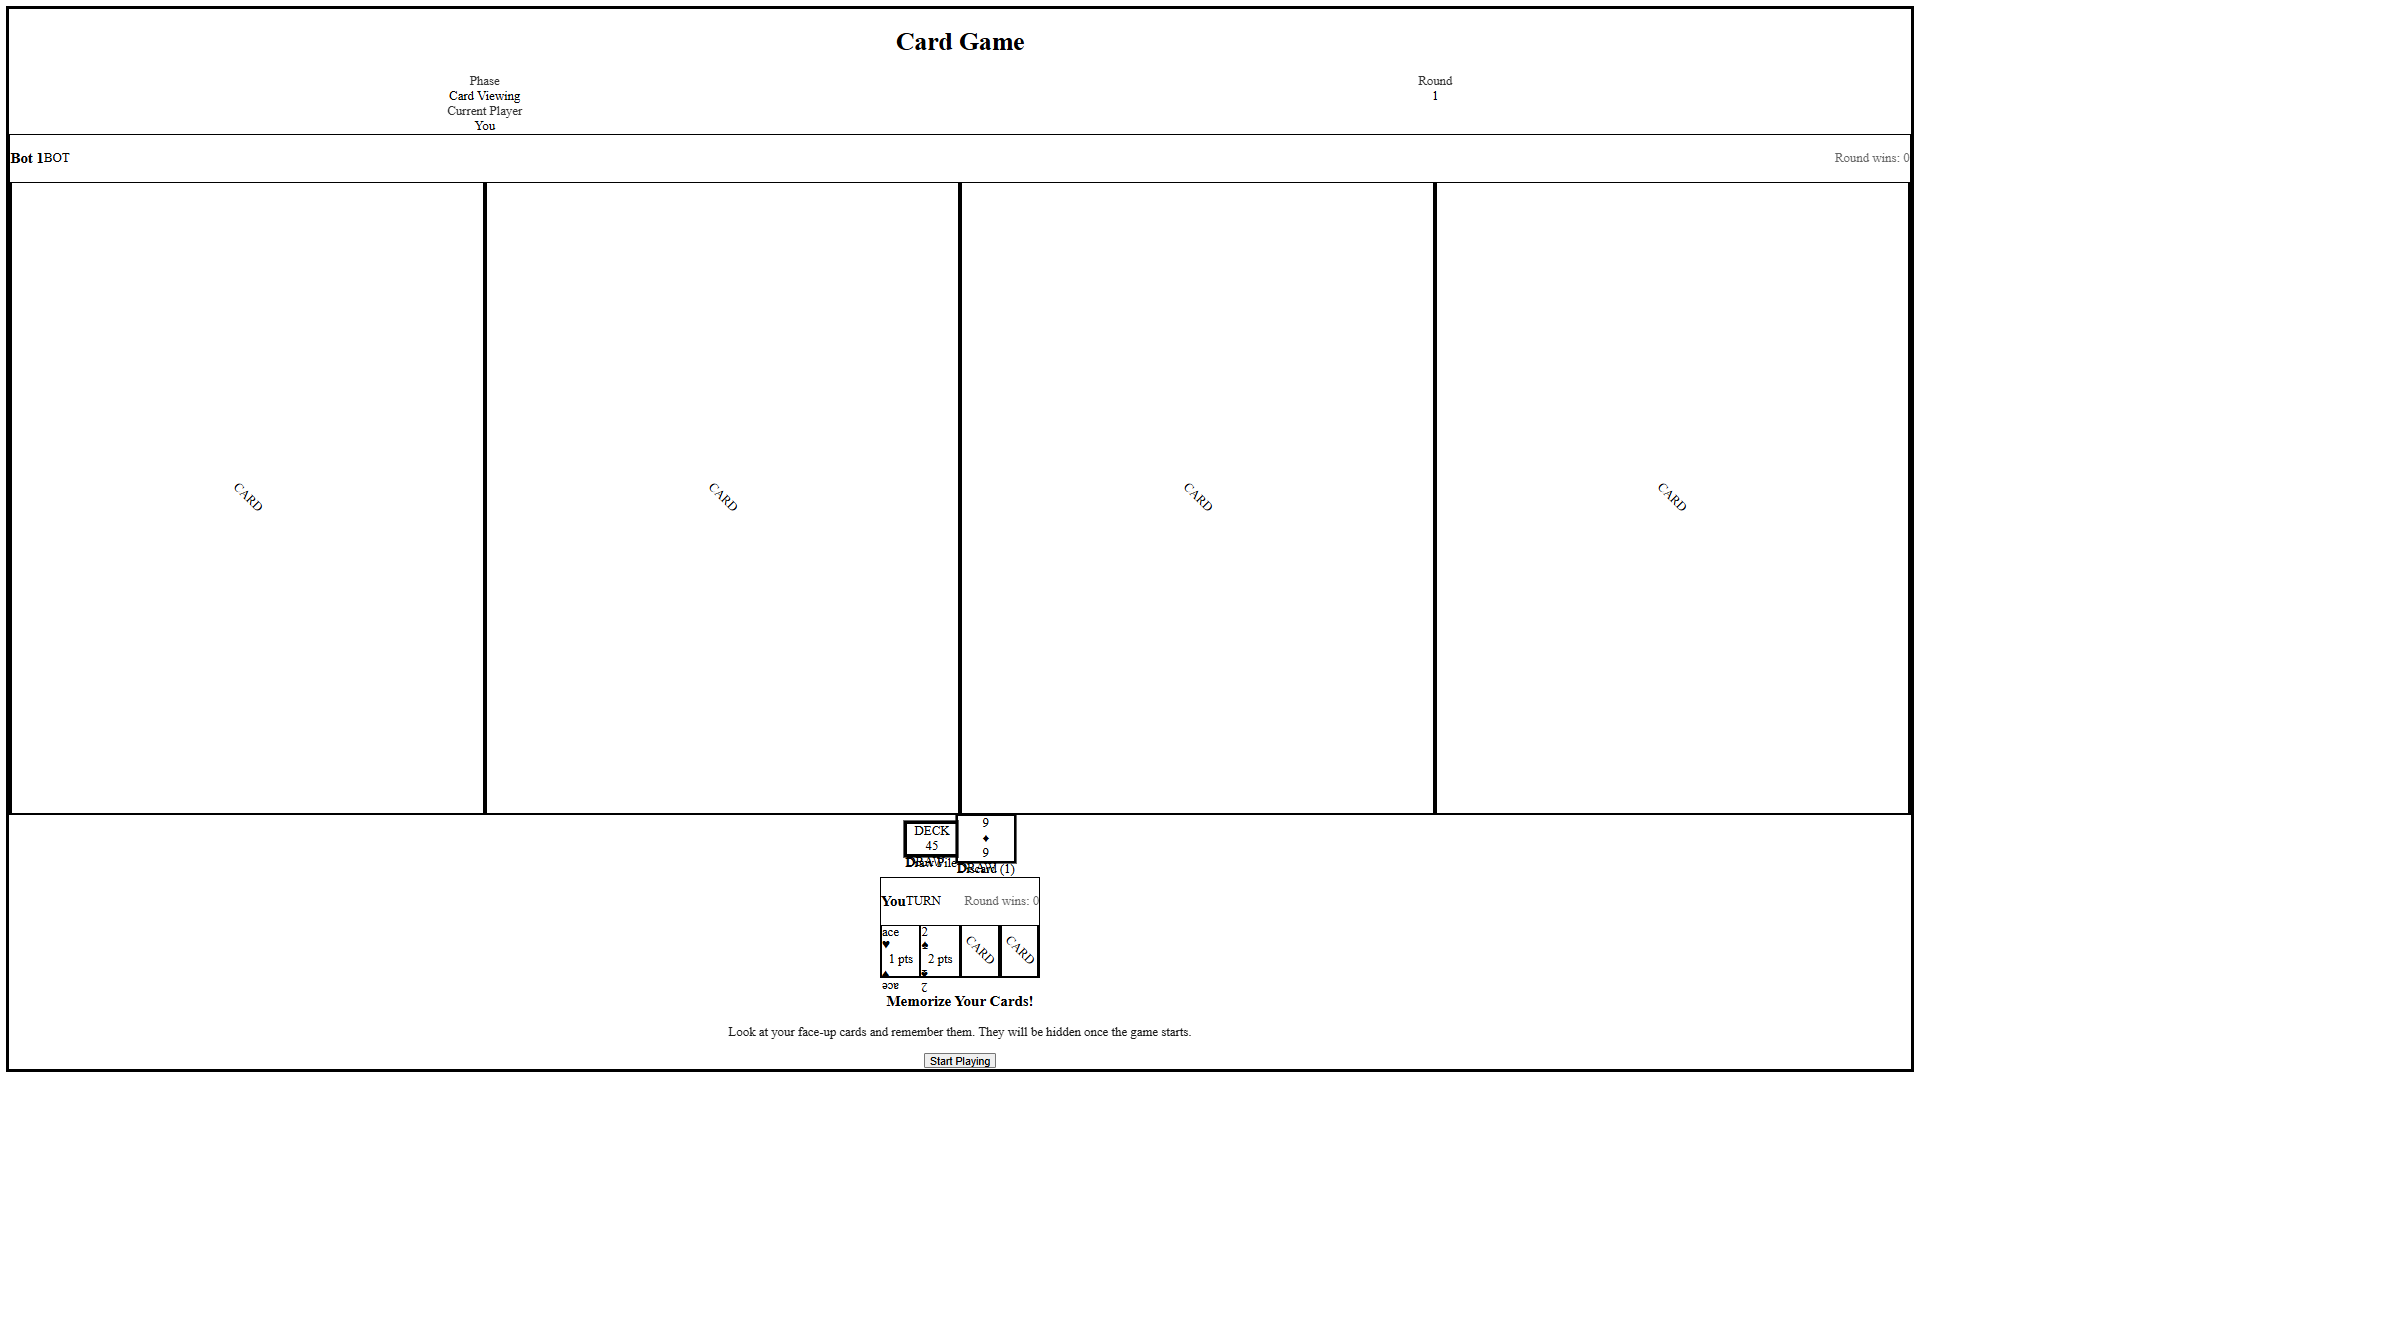 Card Game
Phase
Card Viewing
Current Player
You
Round
1
Bot 1BOT
Round wins: 0
CARD
CARD
CARD
CARD
DECK
45
Draw Pile
9
♦
9
Discard (1)
YouTURN
Round wins: 0
ace
♥
1 pts
♥
ace
2
♠
2 pts
♠
2
CARD
CARD
Memorize Your Cards!
Look at your face-up cards and remember them. They will be hidden once the game starts.
Start Playing